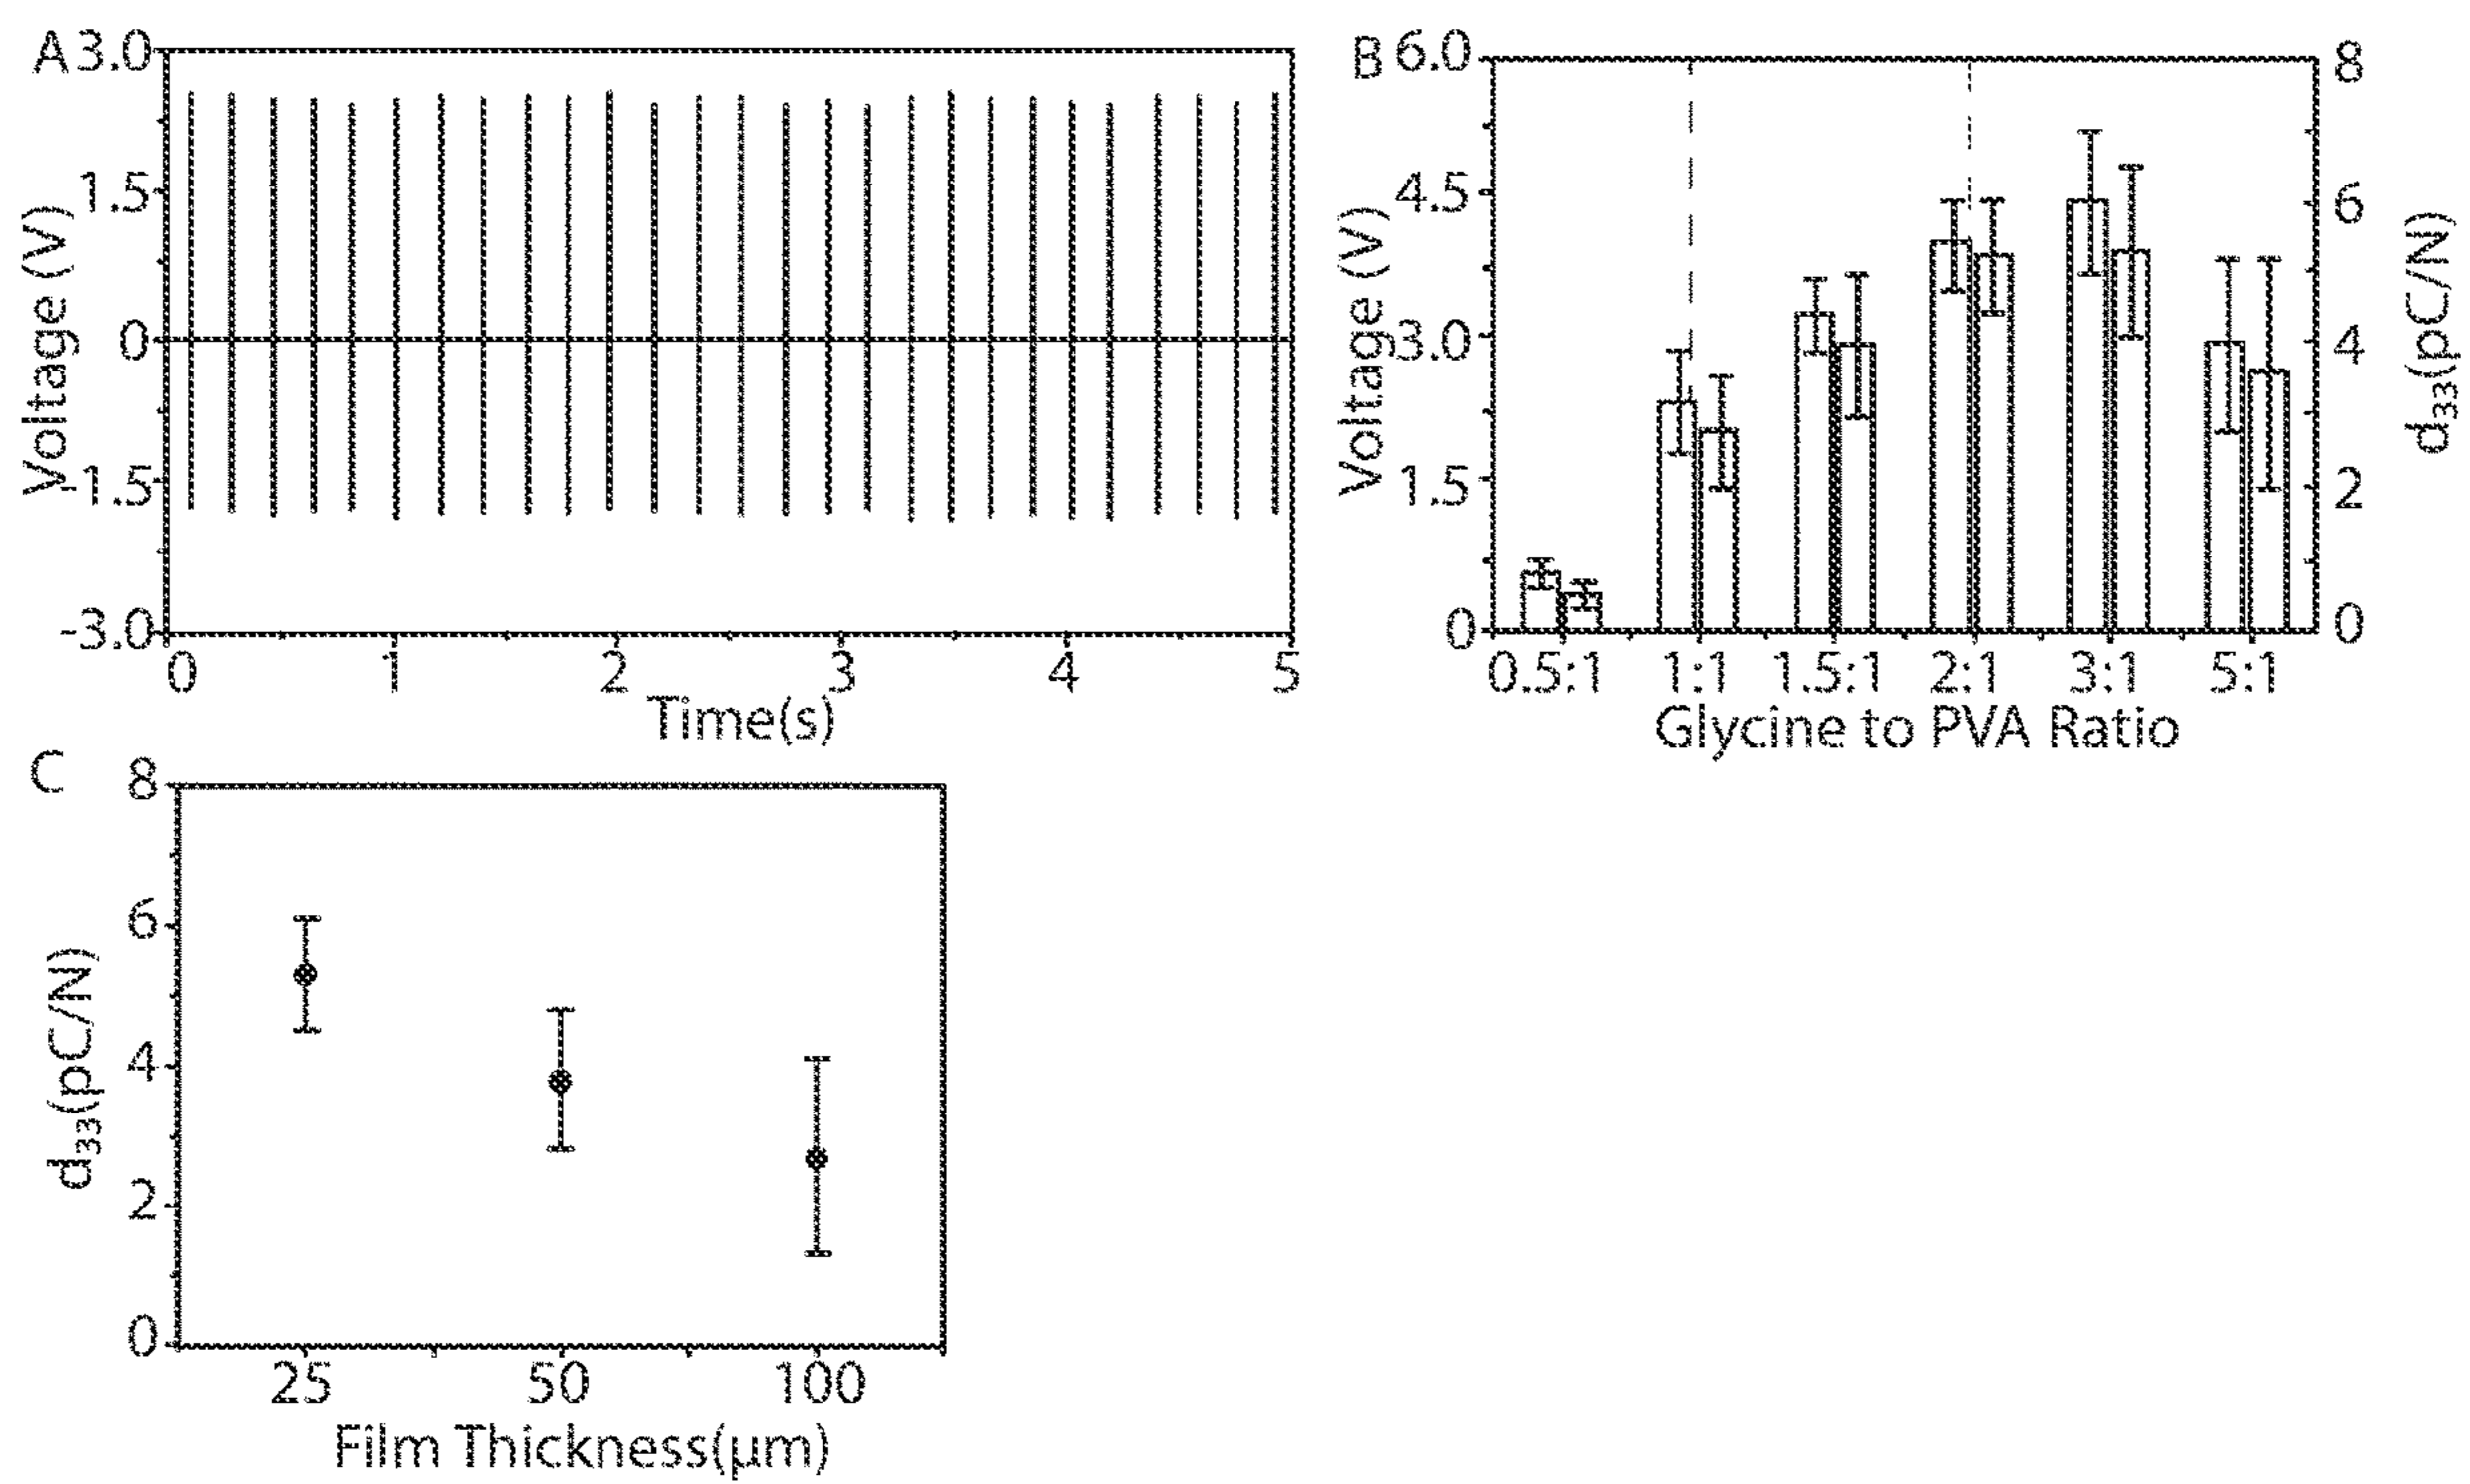 A
3.0
1.5
0
-1.5
-3.0
Voltage (V)
0 1 2 3 4 5
Time(s)
B
6.0
4.5
3.0
1.5
0
Voltage (V)
8
6
4
2
0
d33(pC/N)
0.5:1 1:1 1.5:1 2:1 3:1 5:1
Glycine to PVA Ratio
C
8
6
4
2
0
d33(pC/N)
25 50 100
Film Thickness(μm)